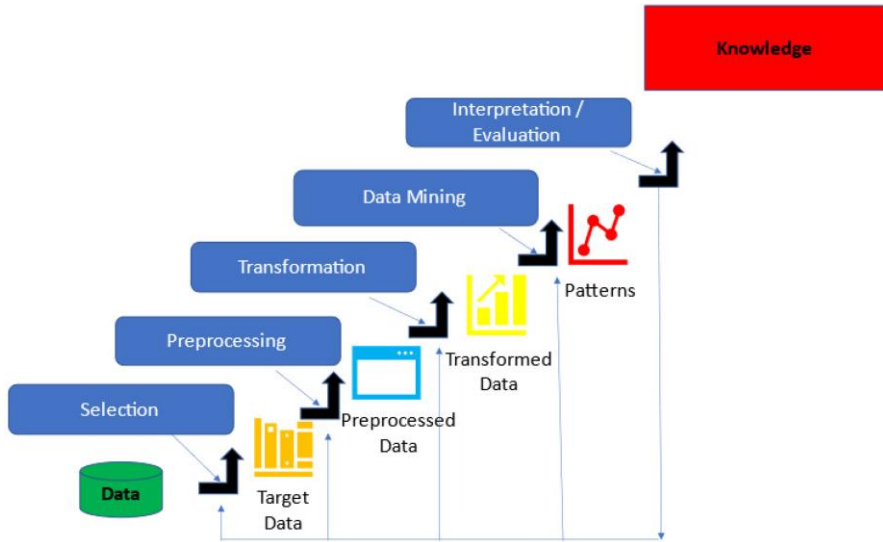 Knowledge
Interpretation /
Evaluation
Data Mining
Patterns
Transformation
Transformed
Data
Preprocessing
Preprocessed
Data
Selection
Target
Data
Data